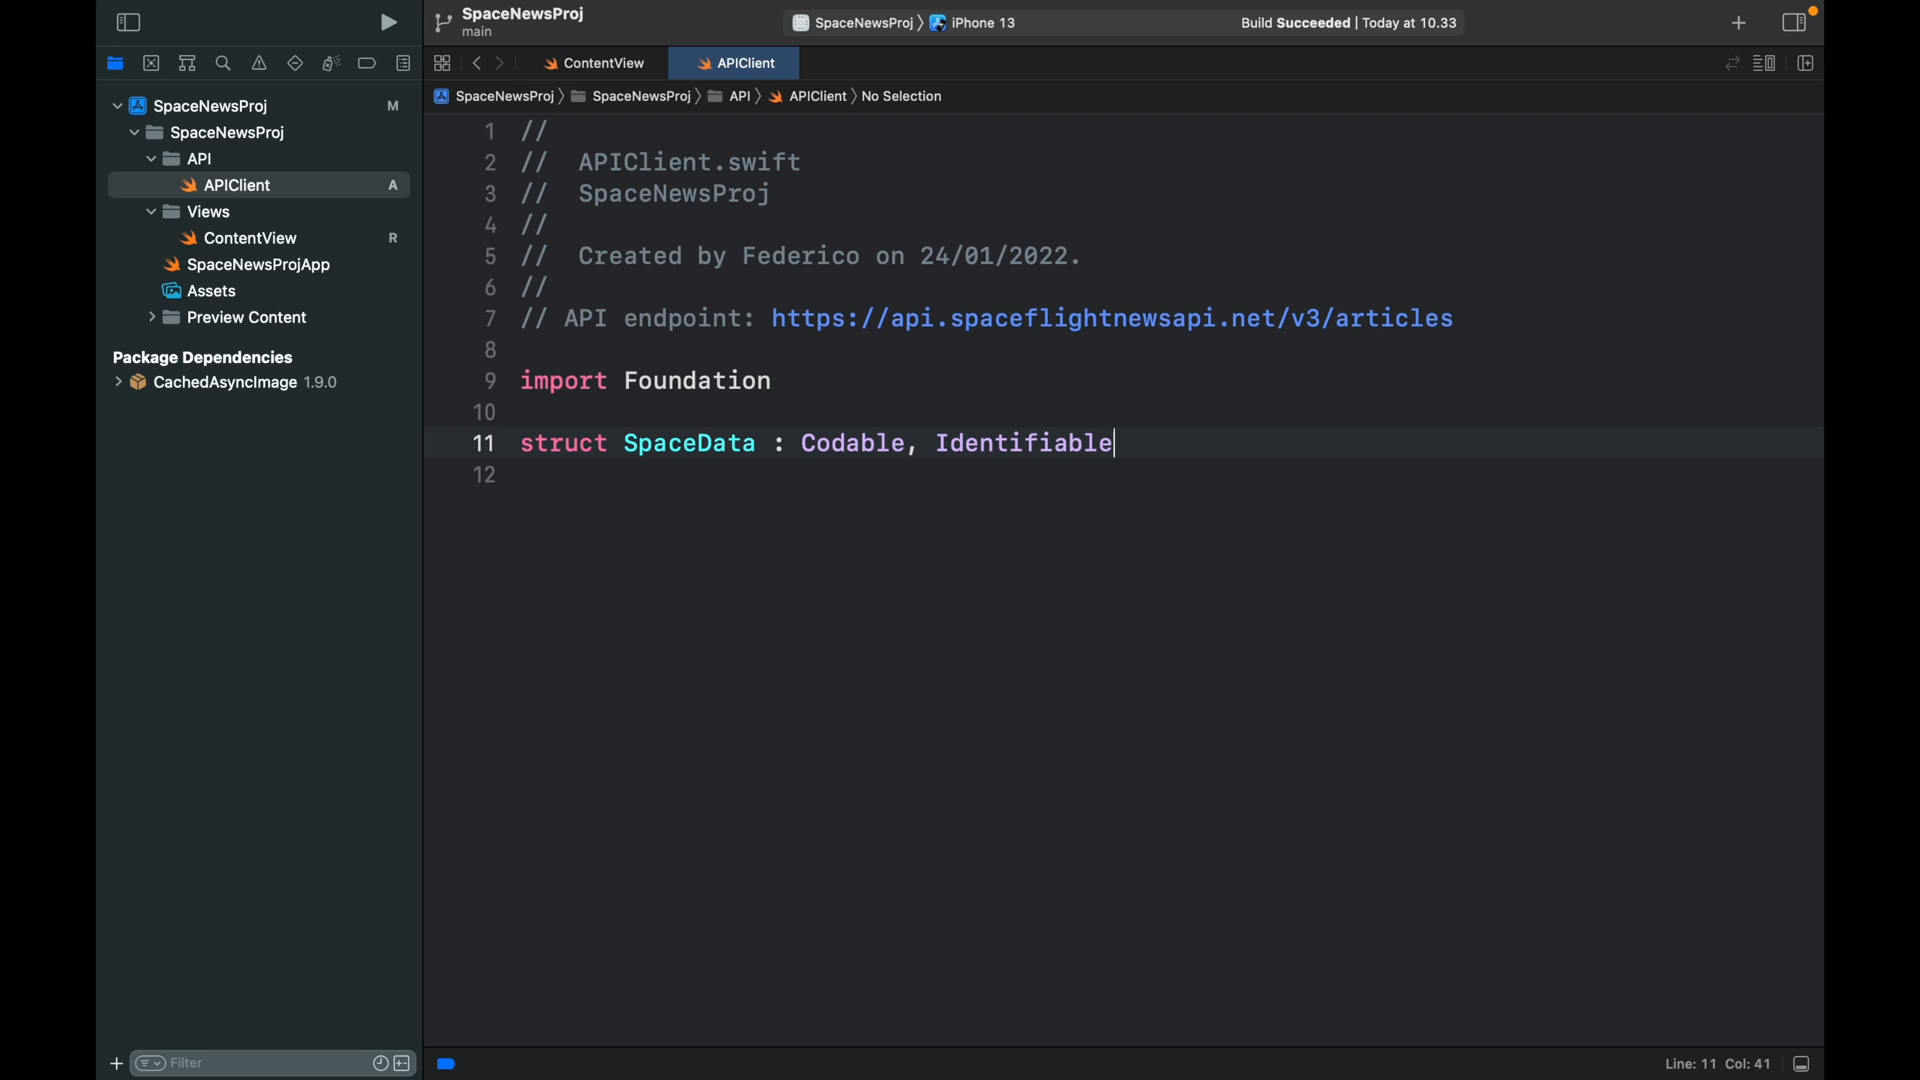 SpaceNewsProj
main
SpaceNewsProj
iPhone 13
Build Succeeded | Today at 10.33
ContentView
APIClient
SpaceNewsProj
SpaceNewsProj
API
APIClient
No Selection
SpaceNewsProj M
SpaceNewsProj
API
APIClient A
Views
ContentView R
SpaceNewsProjApp
Assets
Preview Content
Package Dependencies
CachedAsyncImage 1.9.0
Filter
1 //
2 // APIClient.swift
3 // SpaceNewsProj
4 //
5 // Created by Federico on 24/01/2022.
6 //
7 // API endpoint: https://api.spaceflightnewsapi.net/v3/articles
8
9 import Foundation
10
11 struct SpaceData : Codable, Identifiable
12
Line: 11 Col: 41